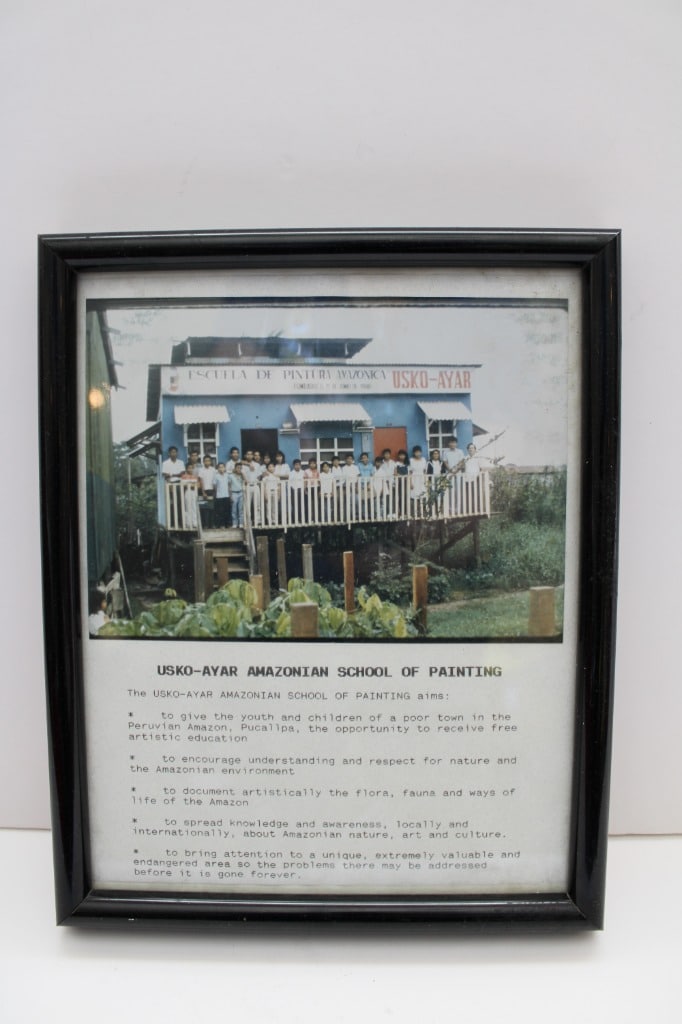 ESCUELA DE PINTURA AMAZONICA USKO-AYAR
USKO-AYAR AMAZONIAN SCHOOL OF PAINTING
The USKO-AYAR AMAZONIAN SCHOOL OF PAINTING aims:
* to give the youth and children of a poor town in the
Peruvian Amazon, Pucallpa, the opportunity to receive free
artistic education
* to encourage understanding and respect for nature and
the Amazonian environment
* to document artistically the flora, fauna and ways of
life of the Amazon
* to spread knowledge and awareness, locally and
internationally, about Amazonian nature, art and culture.
* to bring attention to a unique, extremely valuable and
endangered area so the problems there may be addressed
before it is gone forever.